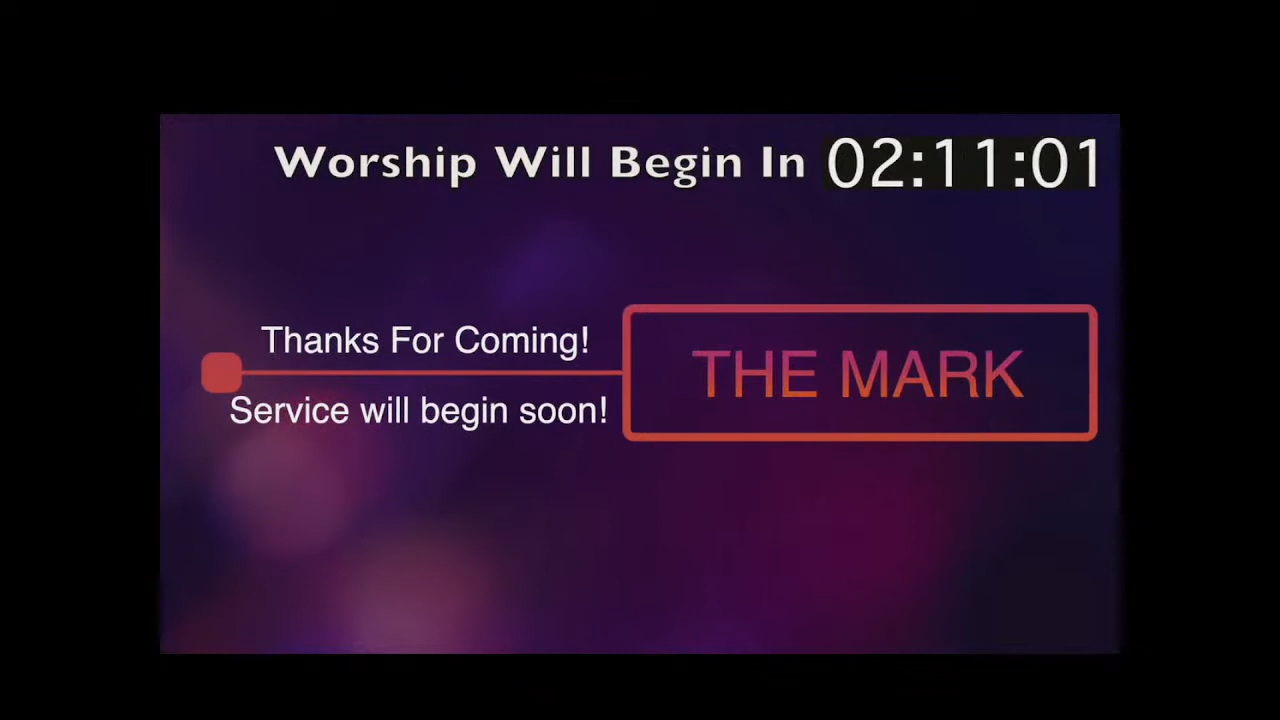 Worship Will Begin In 02:11:01
Thanks For Coming!
Service will begin soon!
THE MARK